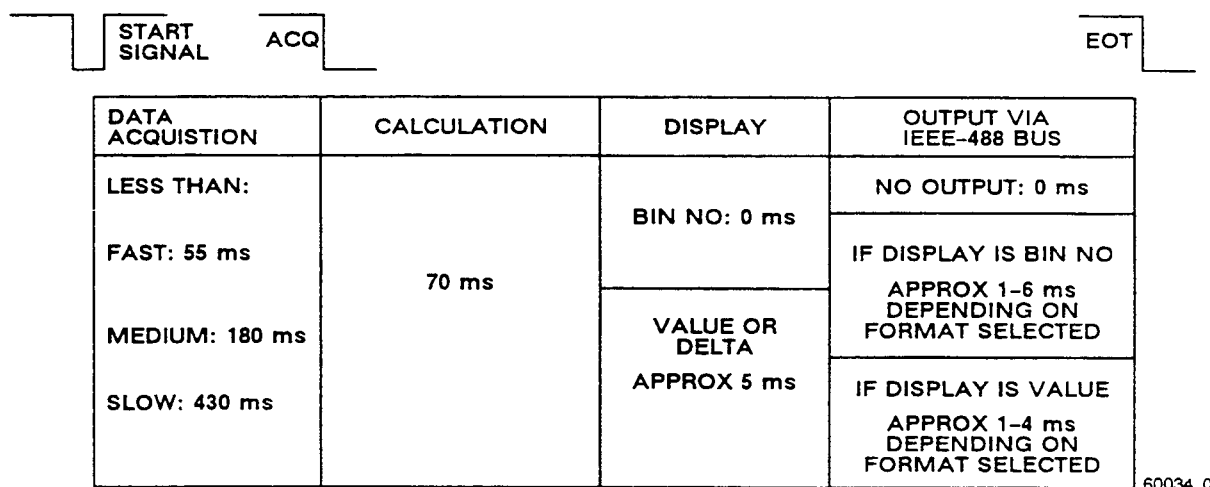 START
SIGNAL
ACQ
EOT
DATA
ACQUISTION
CALCULATION
DISPLAY
OUTPUT VIA
IEEE-488 BUS
LESS THAN:
FAST: 55 ms
MEDIUM: 180 ms
SLOW: 430 ms
70 ms
BIN NO: 0 ms
VALUE OR
DELTA
APPROX 5 ms
NO OUTPUT: 0 ms
IF DISPLAY IS BIN NO
APPROX 1-6 ms
DEPENDING ON
FORMAT SELECTED
IF DISPLAY IS VALUE
APPROX 1-4 ms
DEPENDING ON
FORMAT SELECTED